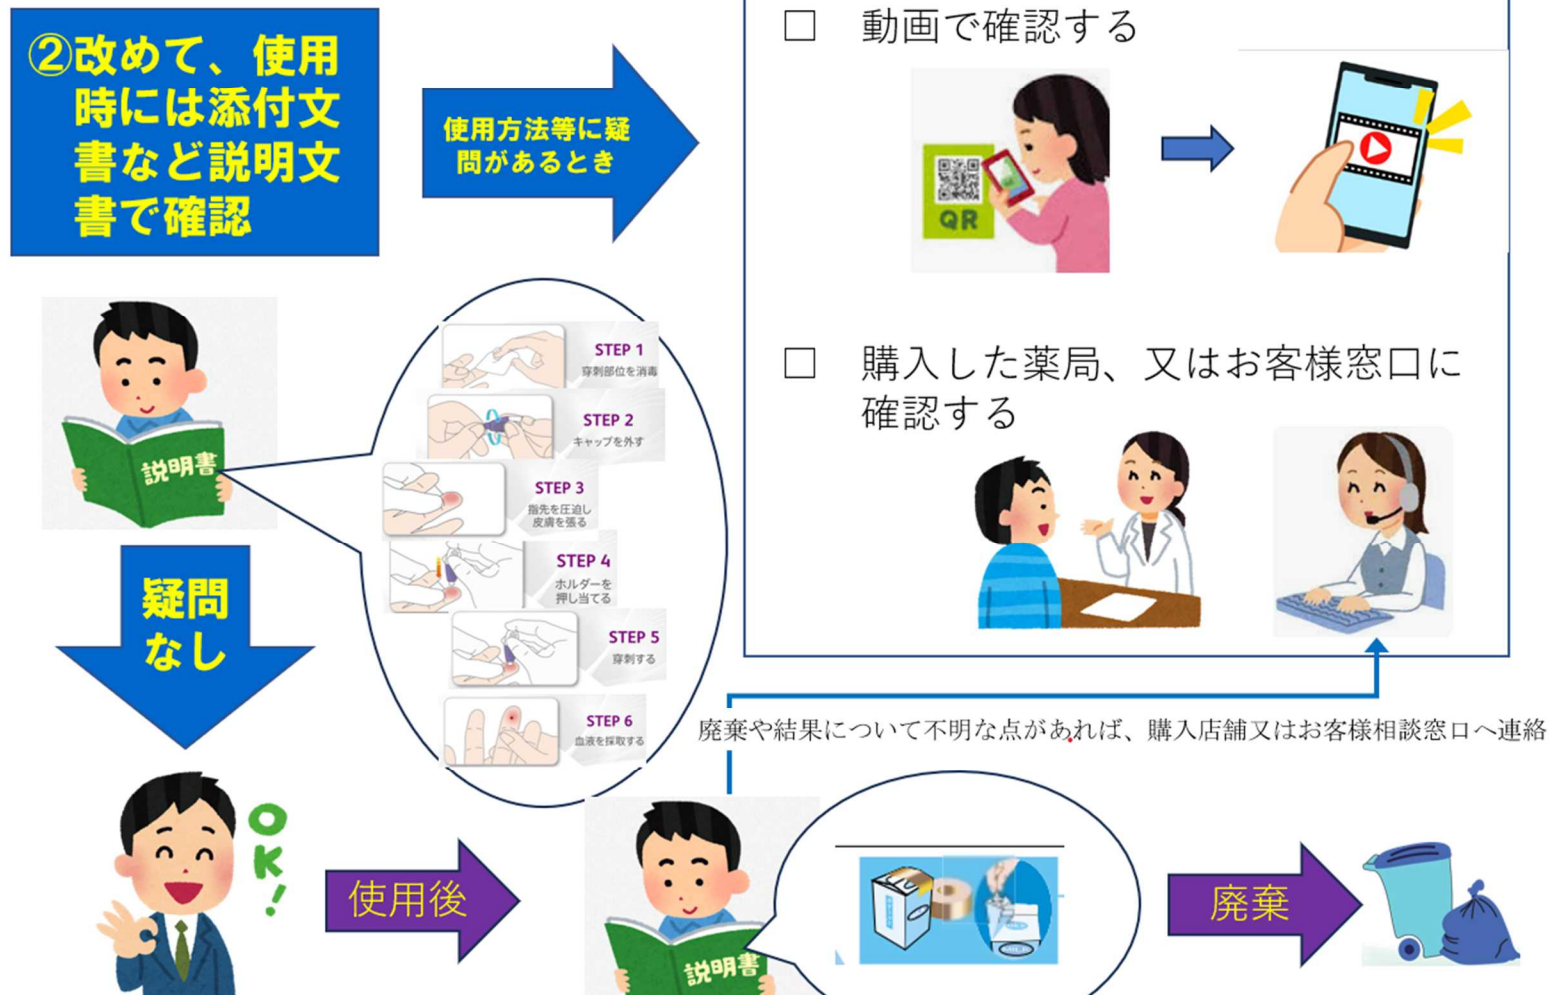 ②改めて、使用
時には添付文
書など説明文
書で確認
使用方法等に疑
問があるとき
□ 動画で確認する
QR
□ 購入した薬局、又はお客様窓口に
確認する
説明書
STEP 1
穿刺部位を消毒
STEP 2
キャップを外す
STEP 3
指先を圧迫し
皮膚を張る
STEP 4
ホルダーを
押し当てる
STEP 5
穿刺する
STEP 6
血液を採取する
疑問
なし
廃棄や結果について不明な点があれば、購入店舗又はお客様相談窓口へ連絡
OK!
使用後
説明書
廃棄